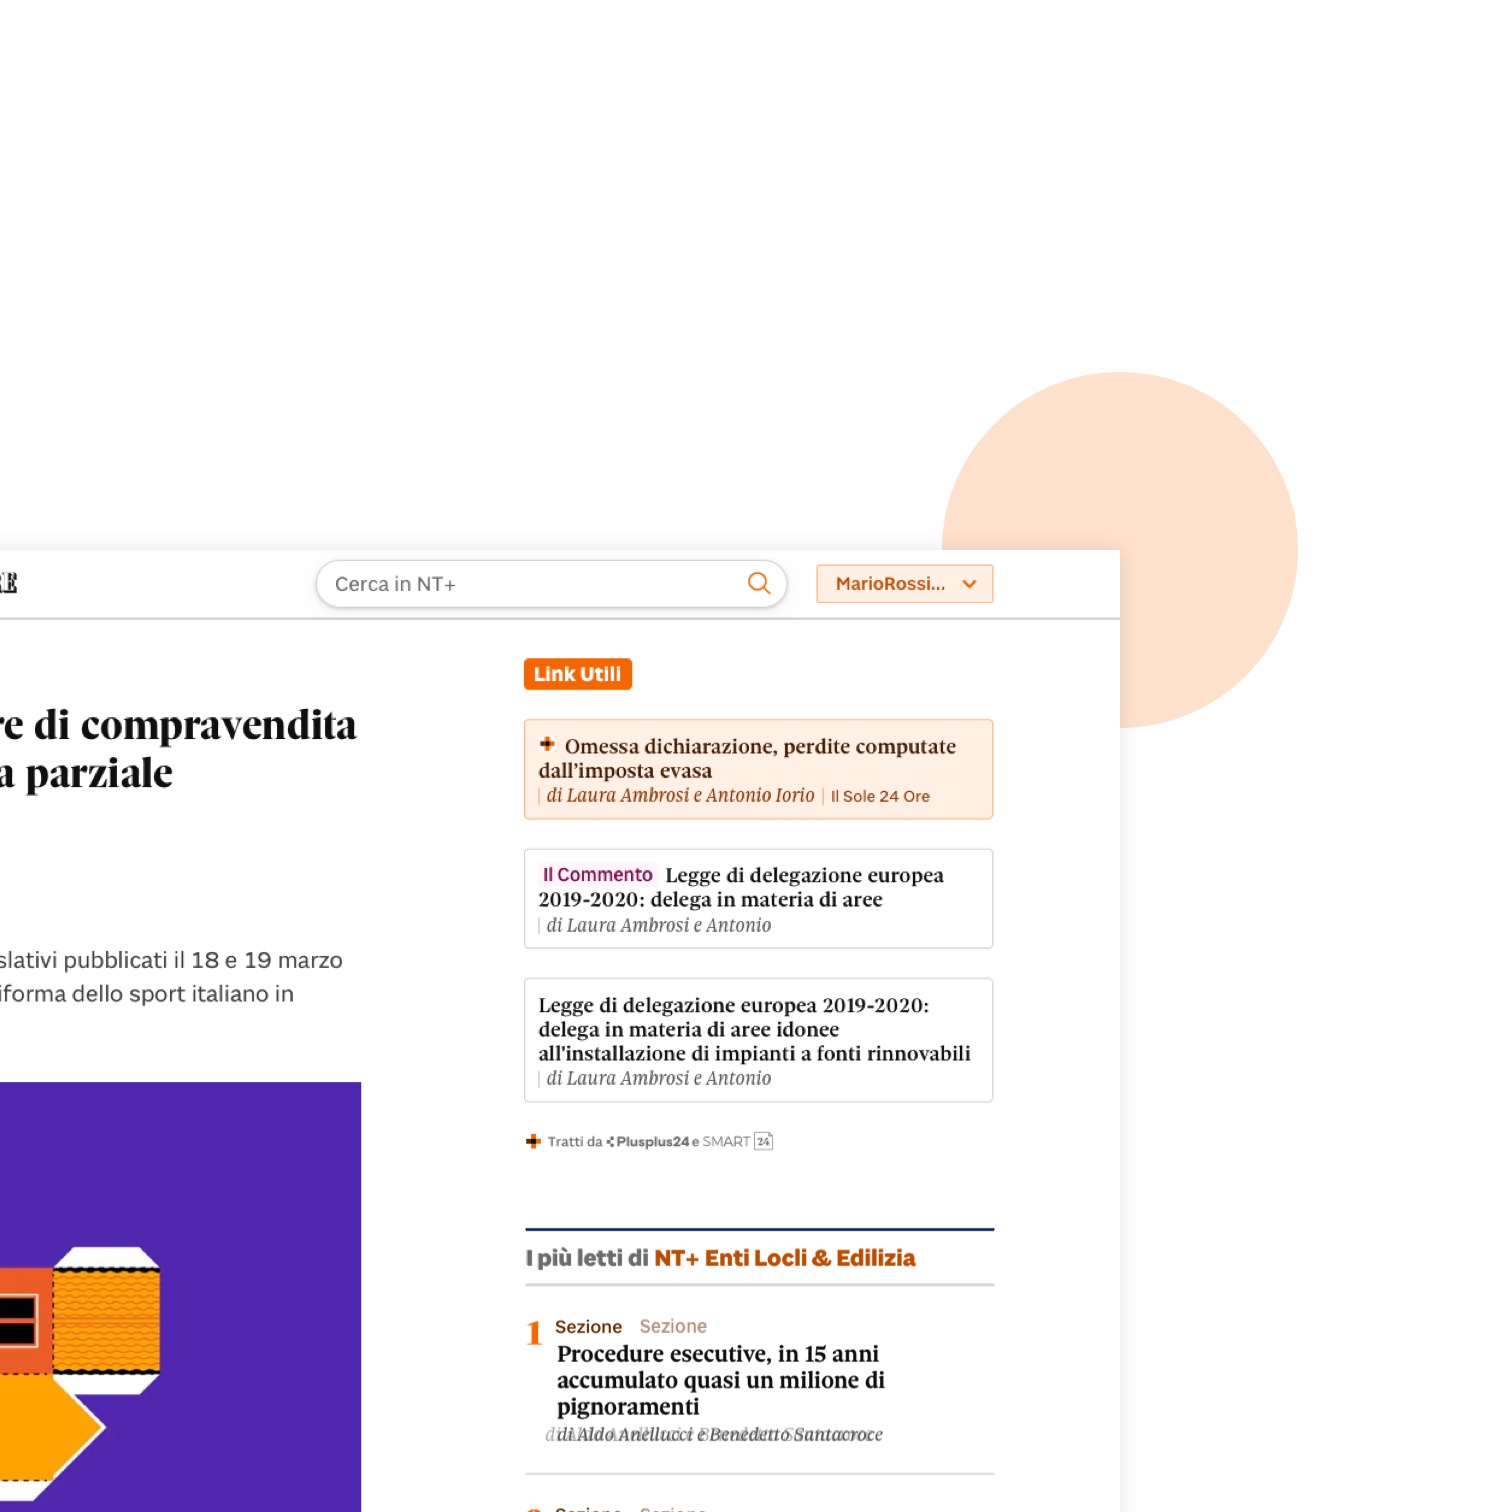 RE
Cerca in NT+
MarioRossi...
Link Utili
re di compravendita
a parziale
Omessa dichiarazione, perdite computate
dall’imposta evasa
di Laura Ambrosi e Antonio Iorio | Il Sole 24 Ore
Il Commento Legge di delegazione europea
2019-2020: delega in materia di aree
di Laura Ambrosi e Antonio
slativi pubblicati il 18 e 19 marzo
iforma dello sport italiano in
Legge di delegazione europea 2019-2020:
delega in materia di aree idonee
all'installazione di impianti a fonti rinnovabili
di Laura Ambrosi e Antonio
Tratti da Plusplus24 e SMART 24
I più letti di NT+ Enti Locli & Edilizia
1 Sezione Sezione
Procedure esecutive, in 15 anni
accumulato quasi un milione di
pignoramenti
di Aldo Anellucci e Benedetto Santacroce
Sezione Sezione